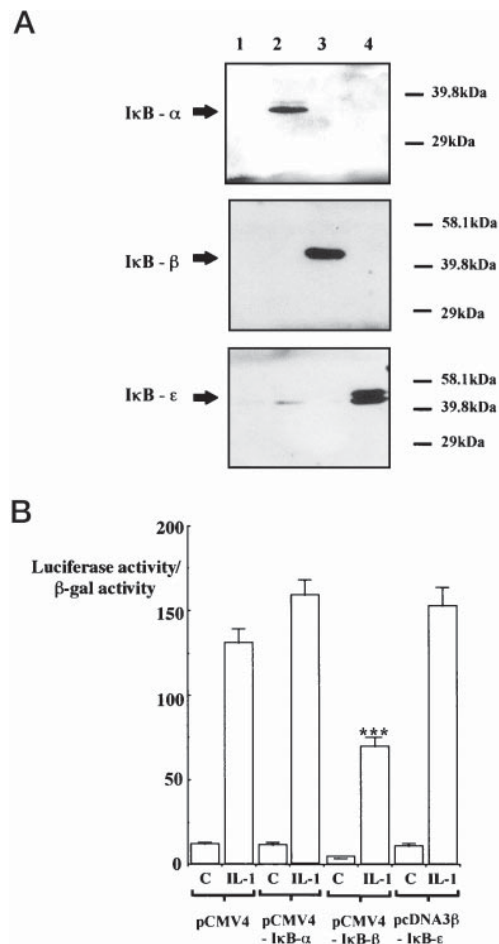 A
1 2 3 4
IκB - α
39.8kDa
29kDa
IκB - β
58.1kDa
39.8kDa
29kDa
IκB - ε
58.1kDa
39.8kDa
29kDa
B
Luciferase activity/
β-gal activity
200
150
100
50
0
***
C IL-1 C IL-1 C IL-1 C IL-1
pCMV4 pCMV4 pCMV4 pcDNA3β
- IκB-α - IκB-β - IκB-ε